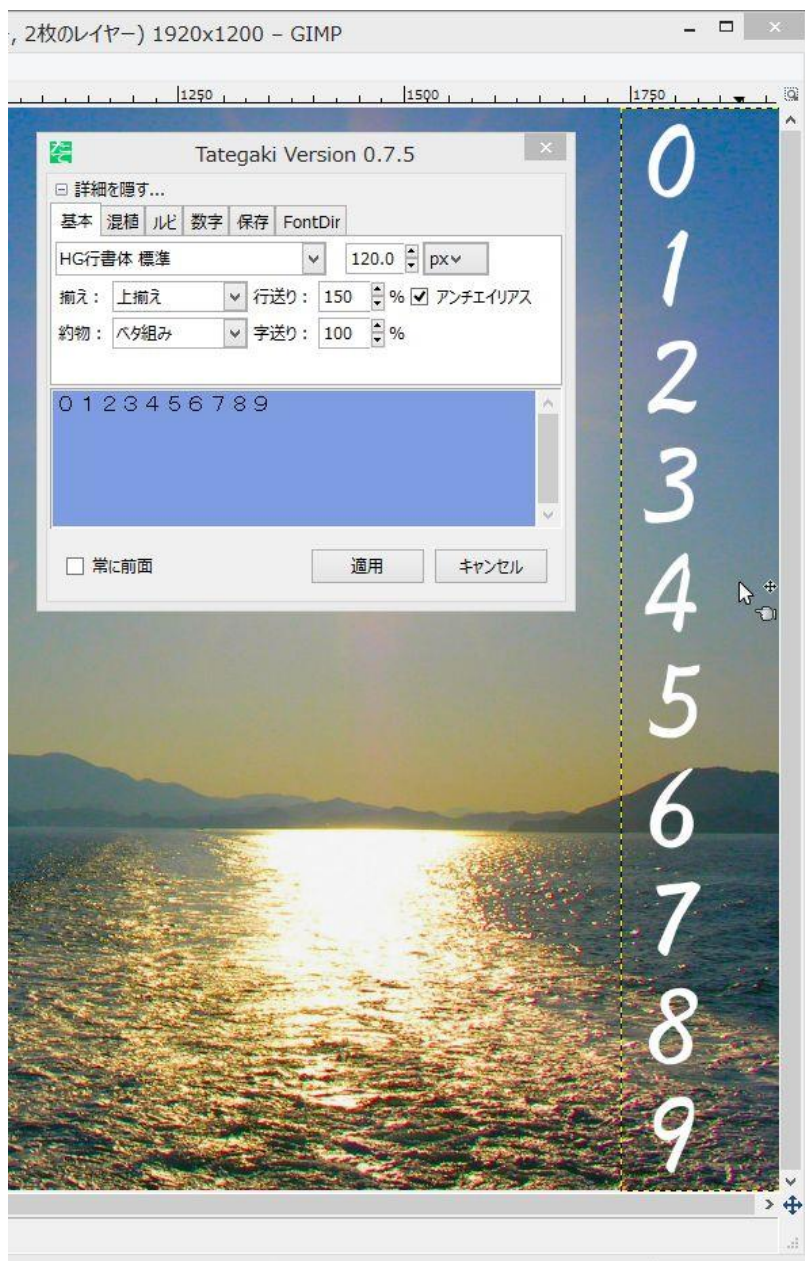 , 2枚のレイヤー) 1920x1200 – GIMP
1250 1500 1750
Tategaki Version 0.7.5
詳細を隠す...
基本 混植 ルビ 数字 保存 FontDir
HG行書体 標準 120.0 px
揃え： 上揃え 行送り： 150 % アンチエイリアス
約物： ベタ組み 字送り： 100 %
０１２３４５６７８９
常に前面 適用 キャンセル
0
1
2
3
4
5
6
7
8
9